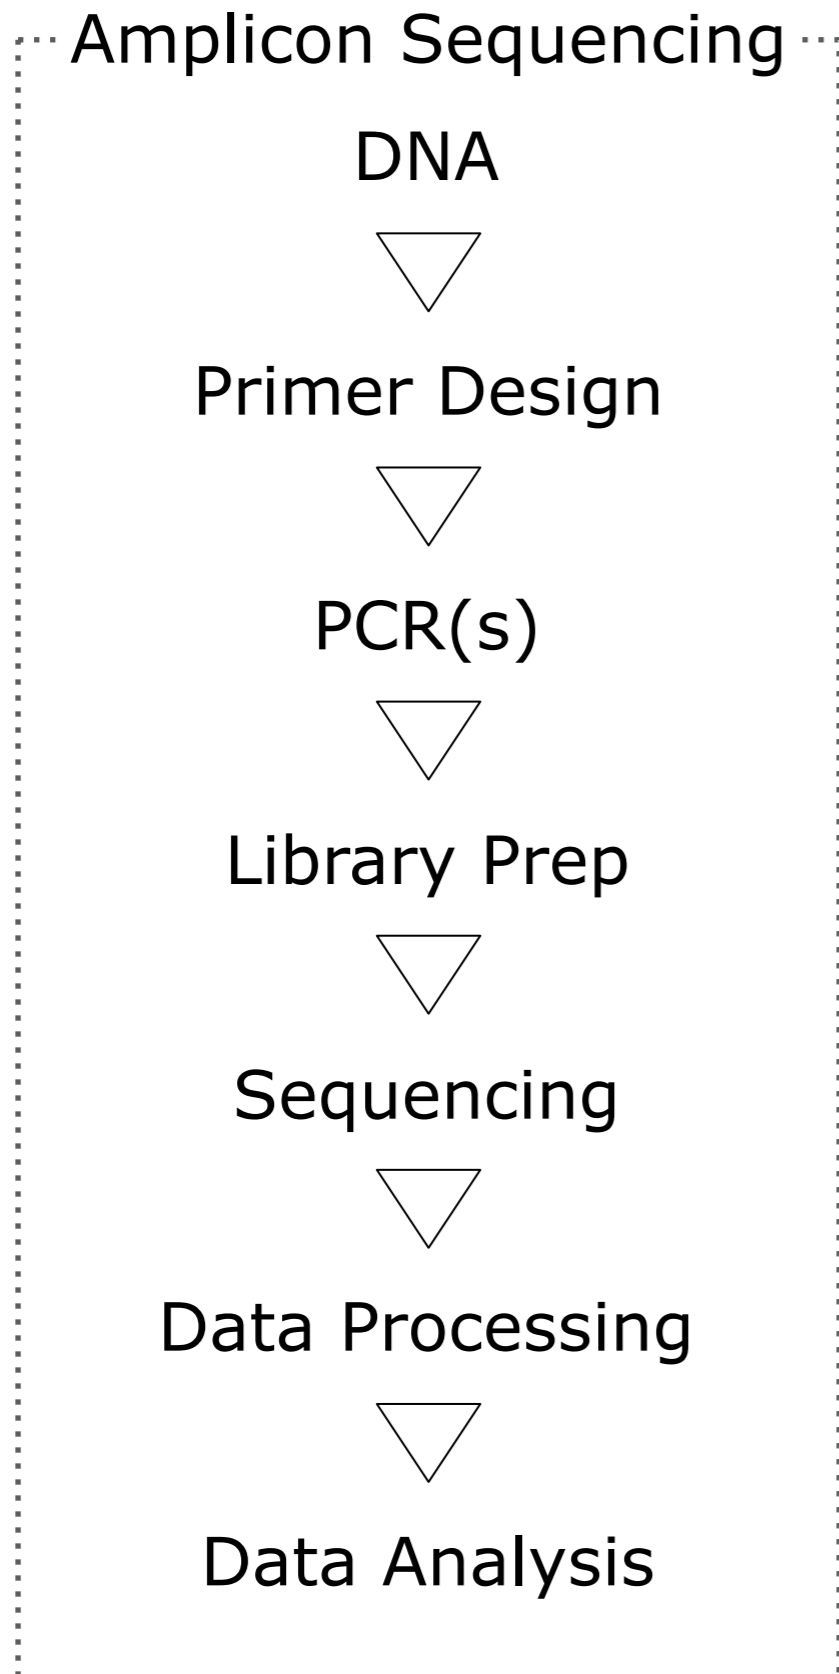 Amplicon Sequencing
DNA
Primer Design
PCR(s)
Library Prep
Sequencing
Data Processing
Data Analysis